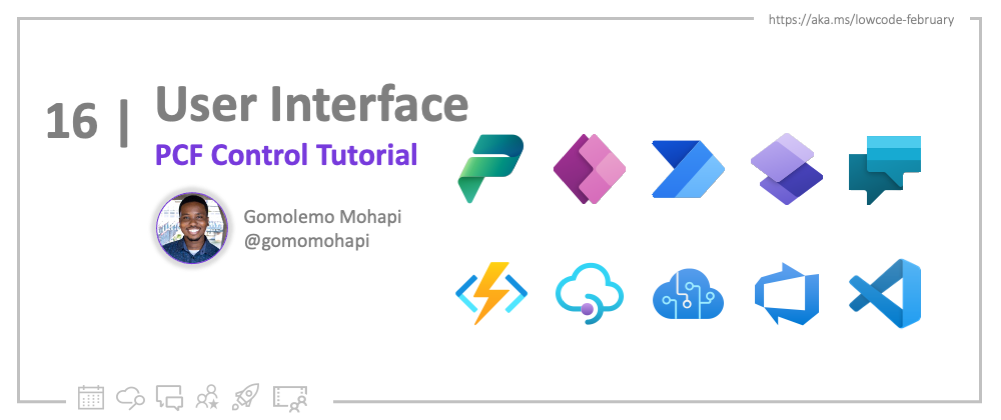 https://aka.ms/lowcode-february
16 |
User Interface
PCF Control Tutorial
Gomolemo Mohapi
@gomomohapi